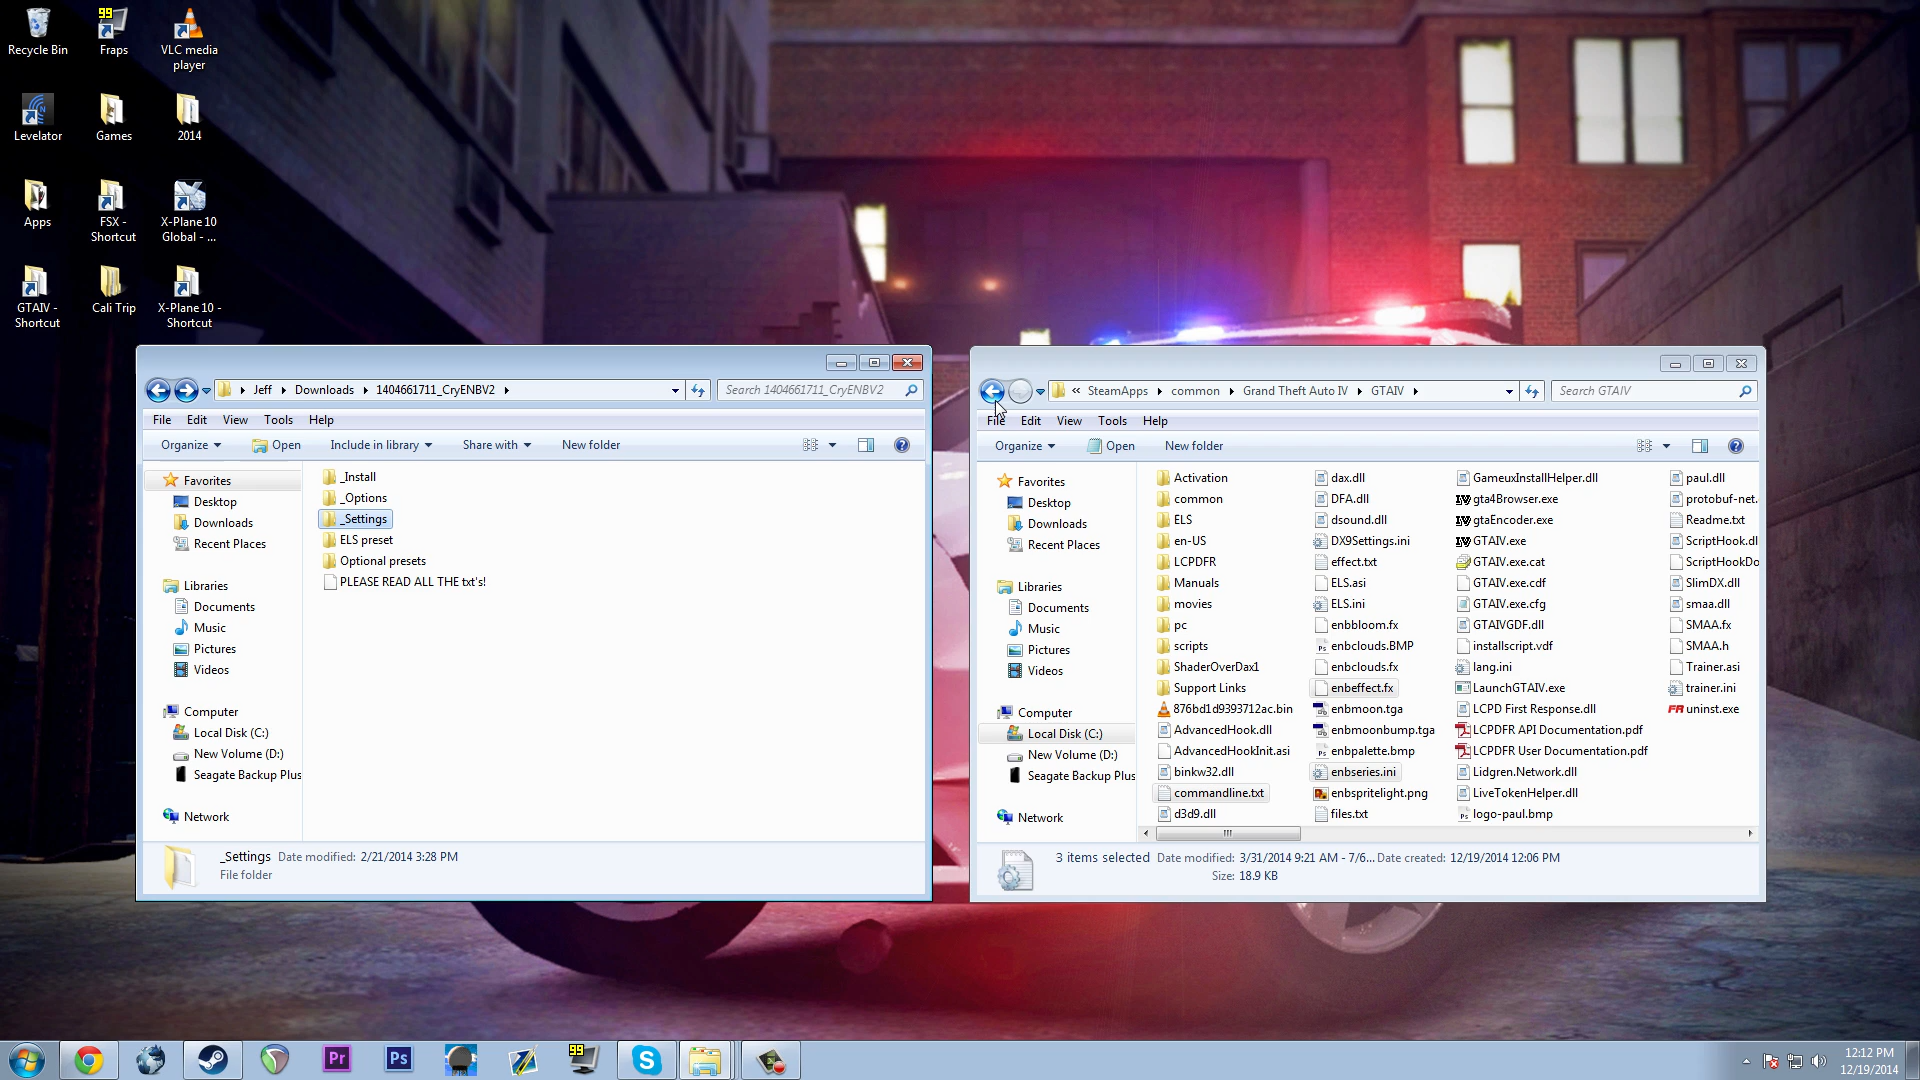 Recycle Bin
Fraps
VLC media player
Levelator
Games
2014
Apps
FSX - Shortcut
X-Plane 10 Global - ...
GTAIV - Shortcut
Cali Trip
X-Plane 10 - Shortcut
Jeff
Downloads
1404661711_CryENBV2
Search 1404661711_CryENBV2
File Edit View Tools Help
Organize Open Include in library Share with New folder
Favorites
Desktop
Downloads
Recent Places
Libraries
Documents
Music
Pictures
Videos
Computer
Local Disk (C:)
New Volume (D:)
Seagate Backup Plus
Network
_Install
_Options
_Settings
ELS preset
Optional presets
PLEASE READ ALL THE txt's!
_Settings Date modified: 2/21/2014 3:28 PM
File folder
« SteamApps common Grand Theft Auto IV GTAIV
Search GTAIV
File Edit View Tools Help
Organize Open New folder
Favorites
Desktop
Downloads
Recent Places
Libraries
Documents
Music
Pictures
Videos
Computer
Local Disk (C:)
New Volume (D:)
Seagate Backup Plus
Network
Activation
common
ELS
en-US
LCPDFR
Manuals
movies
pc
scripts
ShaderOverDax1
Support Links
876bd1d9393712ac.bin
AdvancedHook.dll
AdvancedHookInit.asi
binkw32.dll
commandline.txt
d3d9.dll
dax.dll
DFA.dll
dsound.dll
DX9Settings.ini
effect.txt
ELS.asi
ELS.ini
enbbloom.fx
enbclouds.BMP
enbclouds.fx
enbeffect.fx
enbmoon.tga
enbmoonbump.tga
enbpalette.bmp
enbseries.ini
enbspritelight.png
files.txt
GameuxInstallHelper.dll
gta4Browser.exe
gtaEncoder.exe
GTAIV.exe
GTAIV.exe.cat
GTAIV.exe.cdf
GTAIV.exe.cfg
GTAIVGDF.dll
installscript.vdf
lang.ini
LaunchGTAIV.exe
LCPD First Response.dll
LCPDFR API Documentation.pdf
LCPDFR User Documentation.pdf
Lidgren.Network.dll
LiveTokenHelper.dll
logo-paul.bmp
paul.dll
protobuf-net.
Readme.txt
ScriptHook.dl
ScriptHookDo
SlimDX.dll
smaa.dll
SMAA.fx
SMAA.h
Trainer.asi
trainer.ini
uninst.exe
3 items selected Date modified: 3/31/2014 9:21 AM - 7/6... Date created: 12/19/2014 12:06 PM
Size: 18.9 KB
Pr
Ps
99
12:12 PM
12/19/2014